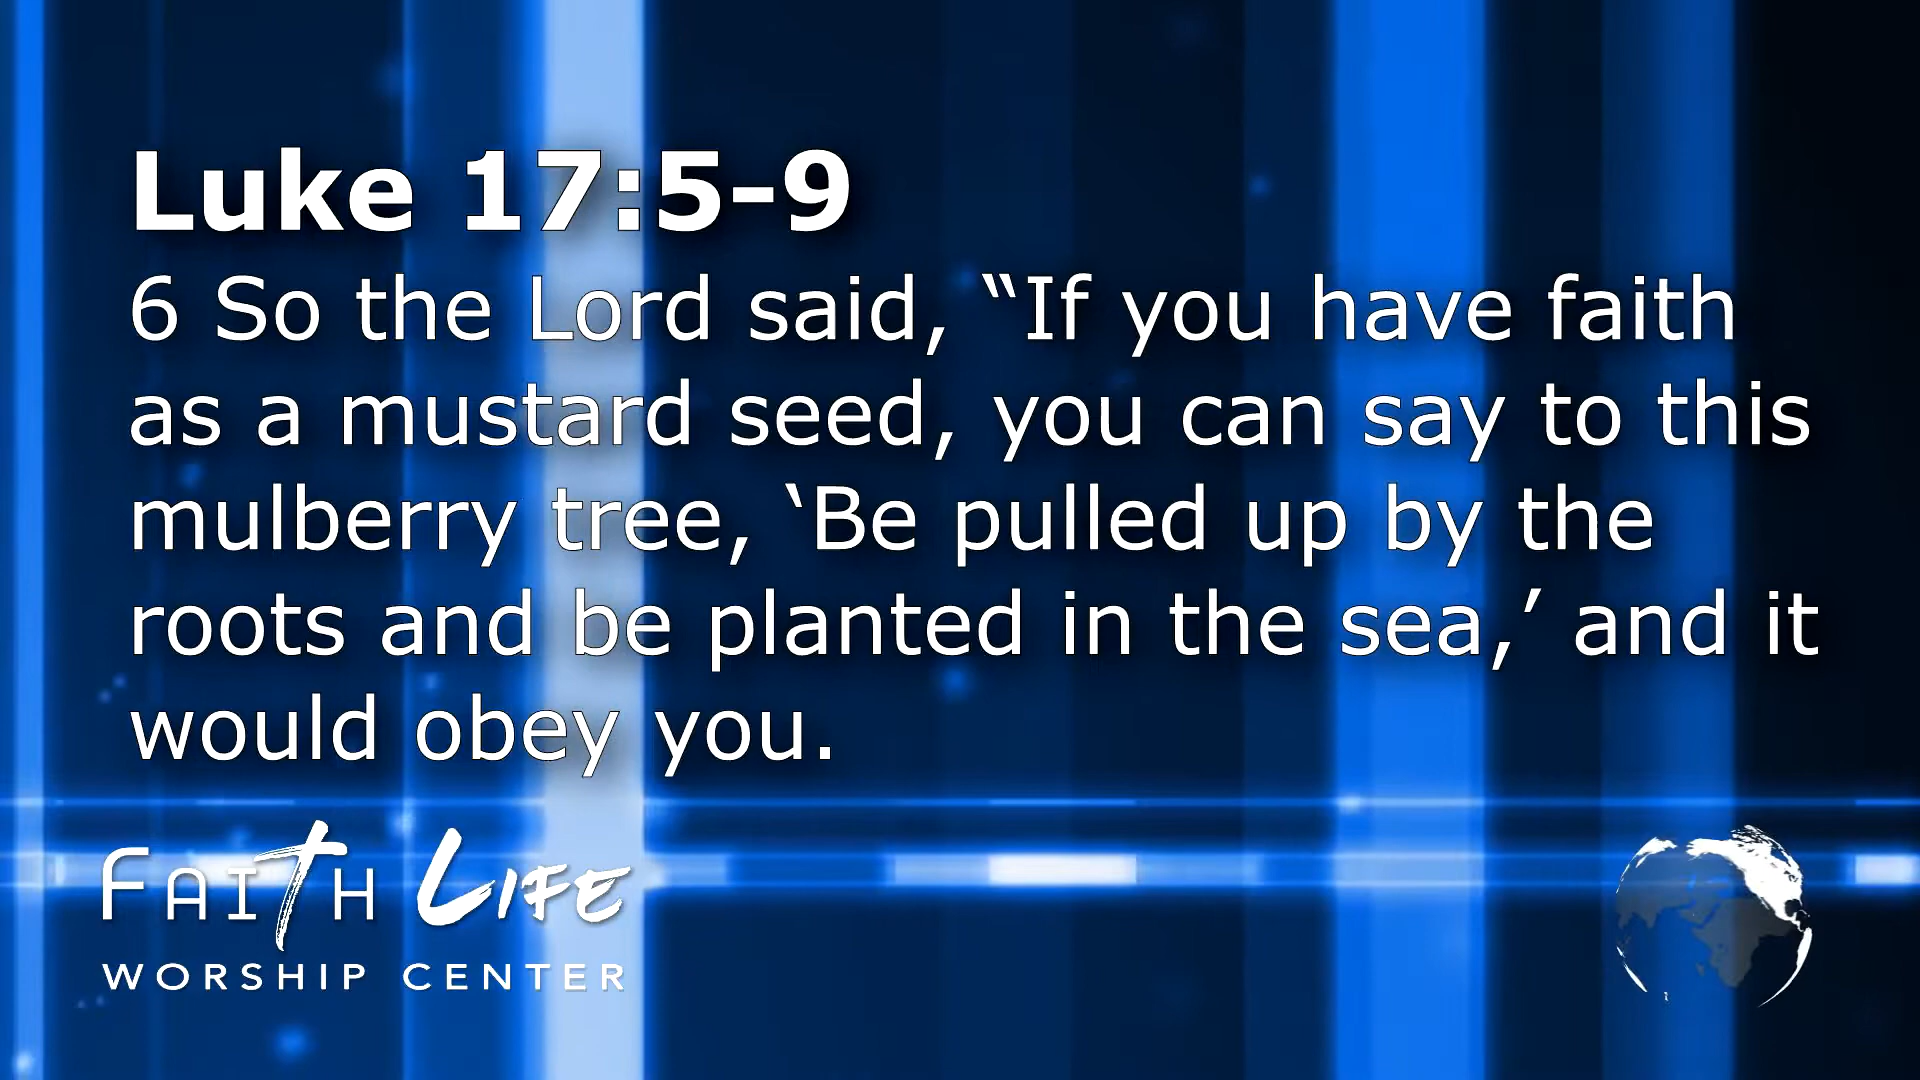 Luke 17:5-9
6 So the Lord said, “If you have faith
as a mustard seed, you can say to this
mulberry tree, ‘Be pulled up by the
roots and be planted in the sea,’ and it
would obey you.
FAITH LIFE
WORSHIP CENTER